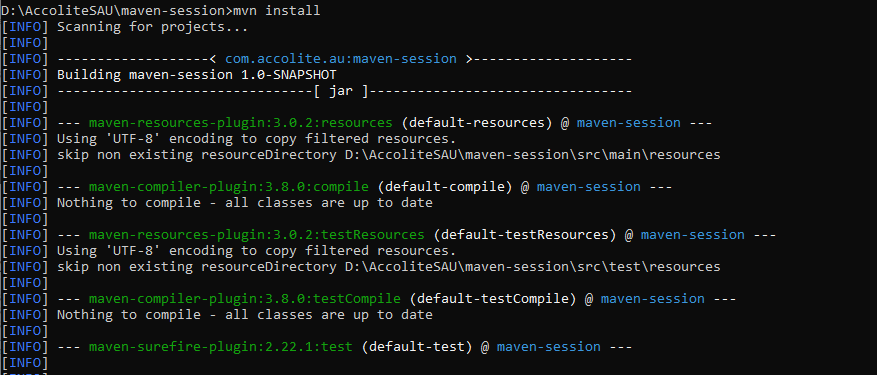 D:\AccoliteSAU\maven-session>mvn install
[INFO] Scanning for projects...
[INFO]
[INFO] -------------------< com.accolite.au:maven-session >--------------------
[INFO] Building maven-session 1.0-SNAPSHOT
[INFO] --------------------------------[ jar ]---------------------------------
[INFO]
[INFO] --- maven-resources-plugin:3.0.2:resources (default-resources) @ maven-session ---
[INFO] Using 'UTF-8' encoding to copy filtered resources.
[INFO] skip non existing resourceDirectory D:\AccoliteSAU\maven-session\src\main\resources
[INFO]
[INFO] --- maven-compiler-plugin:3.8.0:compile (default-compile) @ maven-session ---
[INFO] Nothing to compile - all classes are up to date
[INFO]
[INFO] --- maven-resources-plugin:3.0.2:testResources (default-testResources) @ maven-session ---
[INFO] Using 'UTF-8' encoding to copy filtered resources.
[INFO] skip non existing resourceDirectory D:\AccoliteSAU\maven-session\src\test\resources
[INFO]
[INFO] --- maven-compiler-plugin:3.8.0:testCompile (default-testCompile) @ maven-session ---
[INFO] Nothing to compile - all classes are up to date
[INFO]
[INFO] --- maven-surefire-plugin:2.22.1:test (default-test) @ maven-session ---
[INFO]